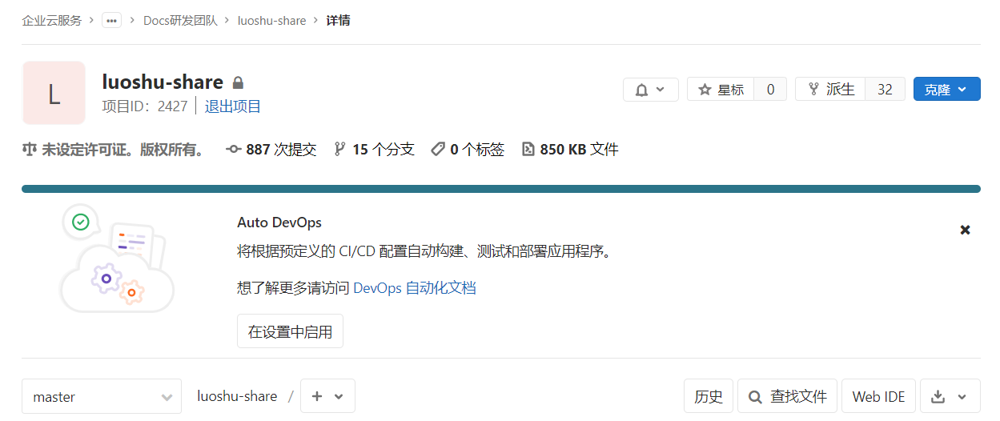 企业云服务 > ••• > Docs研发团队 > luoshu-share > 详情
L
luoshu-share
项目ID：2427 | 退出项目
星标 0 派生 32 克隆
未设定许可证。版权所有。 887 次提交 15 个分支 0 个标签 850 KB 文件
Auto DevOps
将根据预定义的 CI/CD 配置自动构建、测试和部署应用程序。
想了解更多请访问 DevOps 自动化文档
在设置中启用
master luoshu-share / + 历史 查找文件 Web IDE